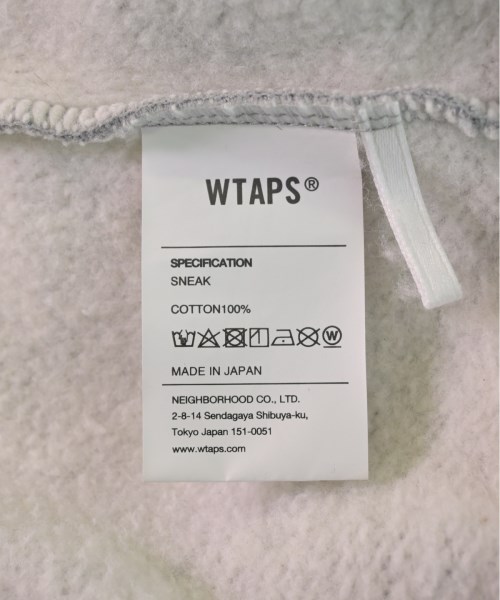 WTAPS®
SPECIFICATION
SNEAK
COTTON100%
W
MADE IN JAPAN
NEIGHBORHOOD CO., LTD.
2-8-14 Sendagaya Shibuya-ku,
Tokyo Japan 151-0051
www.wtaps.com